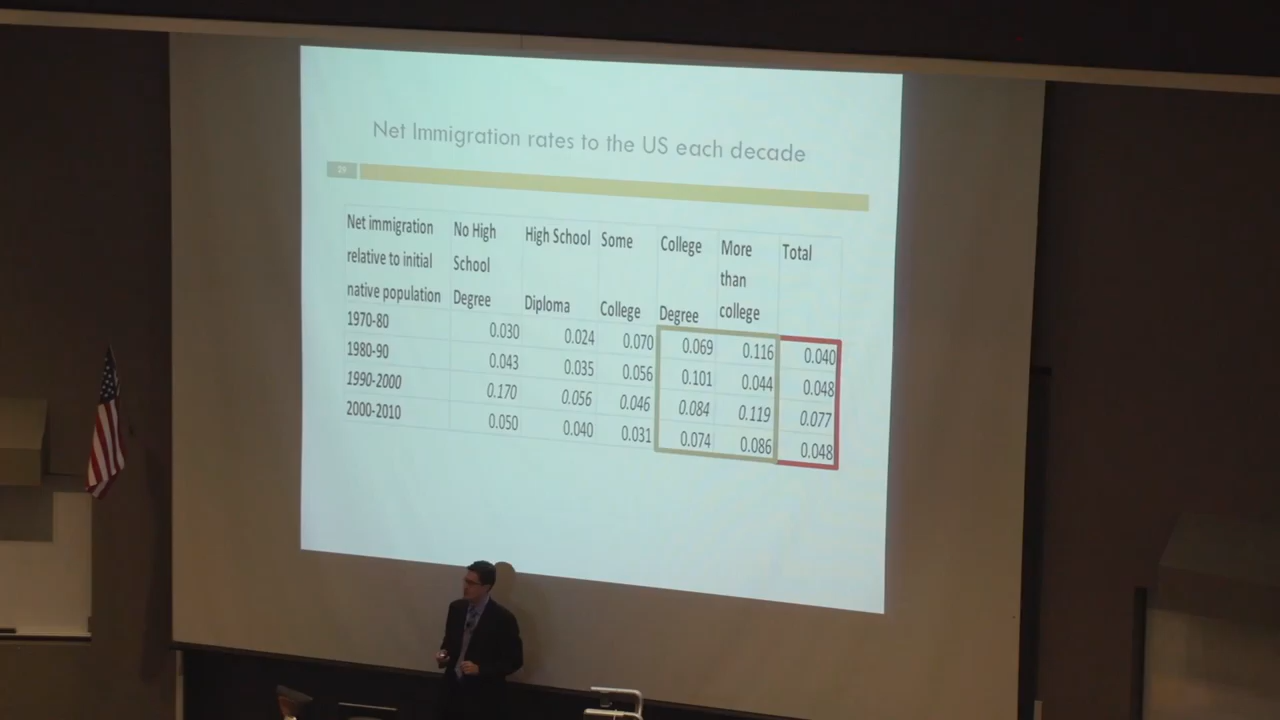 Net Immigration rates to the US each decade
29
Net immigration relative to initial native population | No High School Degree | High School Diploma | Some College | College Degree | More than college | Total
1970-80 0.030 0.024 0.070 0.069 0.116 0.040
1980-90 0.043 0.035 0.056 0.101 0.044 0.048
1990-2000 0.170 0.056 0.046 0.084 0.119 0.077
2000-2010 0.050 0.040 0.031 0.074 0.086 0.048